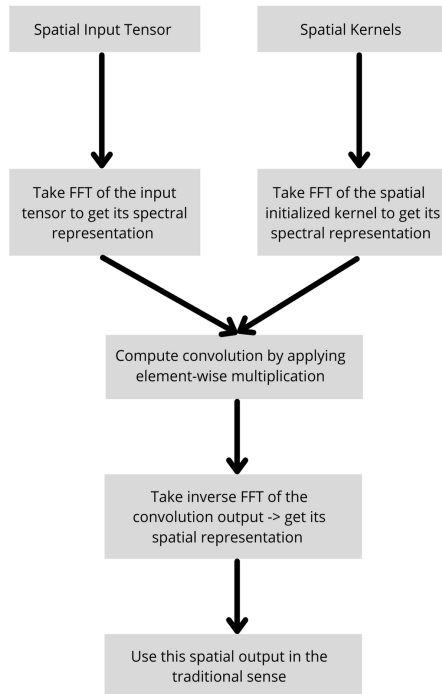 Spatial Input Tensor
Spatial Kernels
Take FFT of the input
tensor to get its spectral
representation
Take FFT of the spatial
initialized kernel to get its
spectral representation
Compute convolution by applying
element-wise multiplication
Take inverse FFT of the
convolution output -> get its
spatial representation
Use this spatial output in the
traditional sense